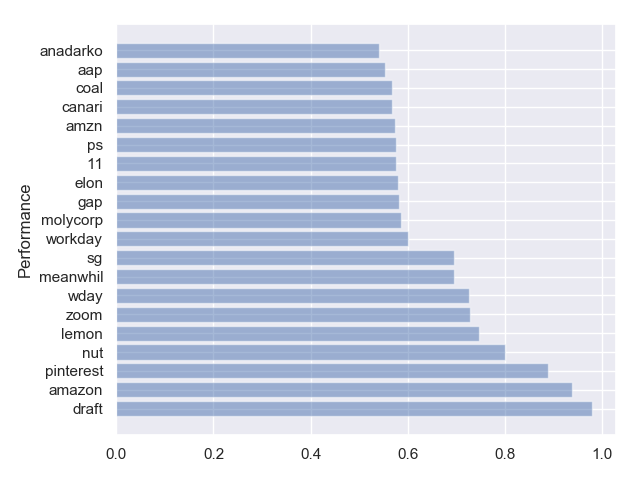 anadarko
aap
coal
canari
amzn
ps
11
elon
gap
molycorp
workday
sg
meanwhil
wday
zoom
lemon
nut
pinterest
amazon
draft
Performance
0.0 0.2 0.4 0.6 0.8 1.0